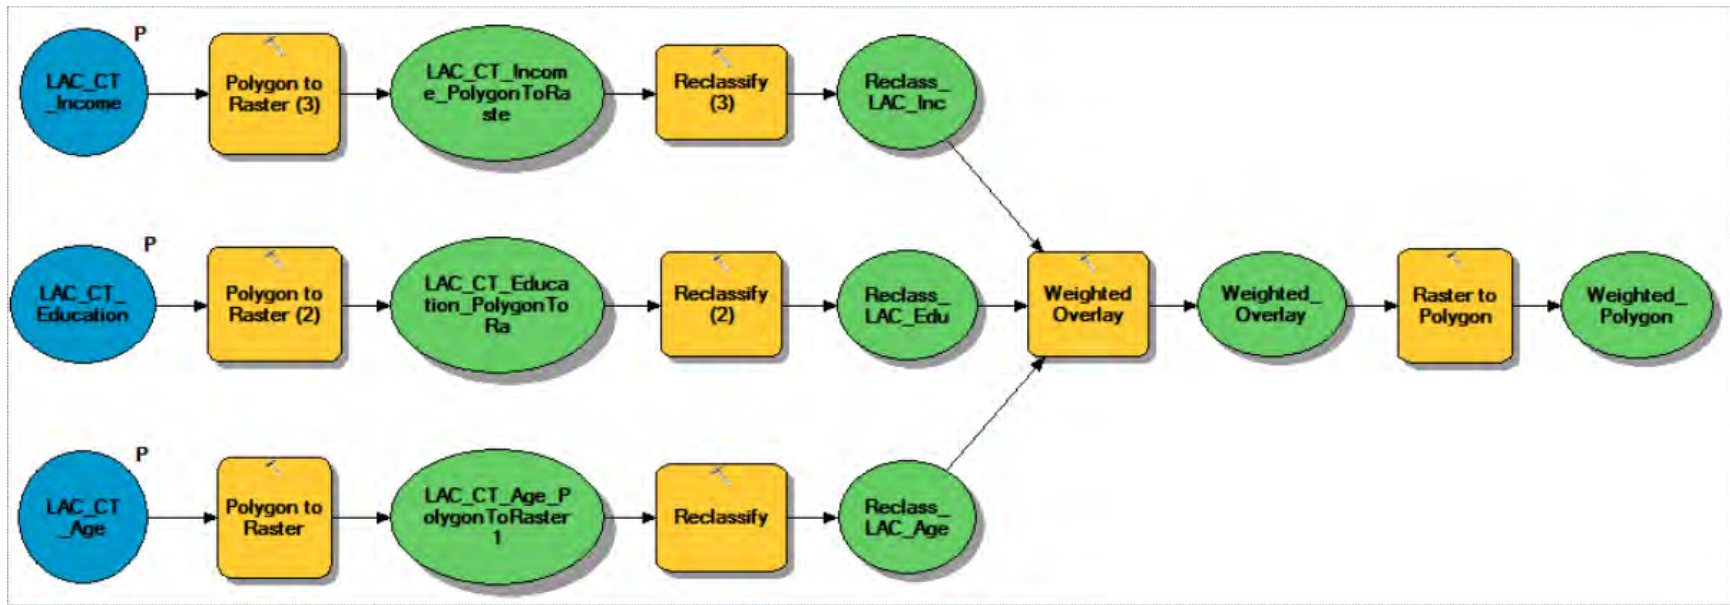 P
LAC_CT
_Income
Polygon to
Raster (3)
LAC_CT_Incom
e_PolygonToRa
ste
Reclassify
(3)
Reclass_
LAC_Inc
P
LAC_CT_
Education
Polygon to
Raster (2)
LAC_CT_Educa
tion_PolygonTo
Ra
Reclassify
(2)
Reclass_
LAC_Edu
Weighted
Overlay
Weighted_
Overlay
Raster to
Polygon
Weighted_
Polygon
P
LAC_CT
_Age
Polygon to
Raster
LAC_CT_Age_P
olygonToRaster
1
Reclassify
Reclass_
LAC_Age